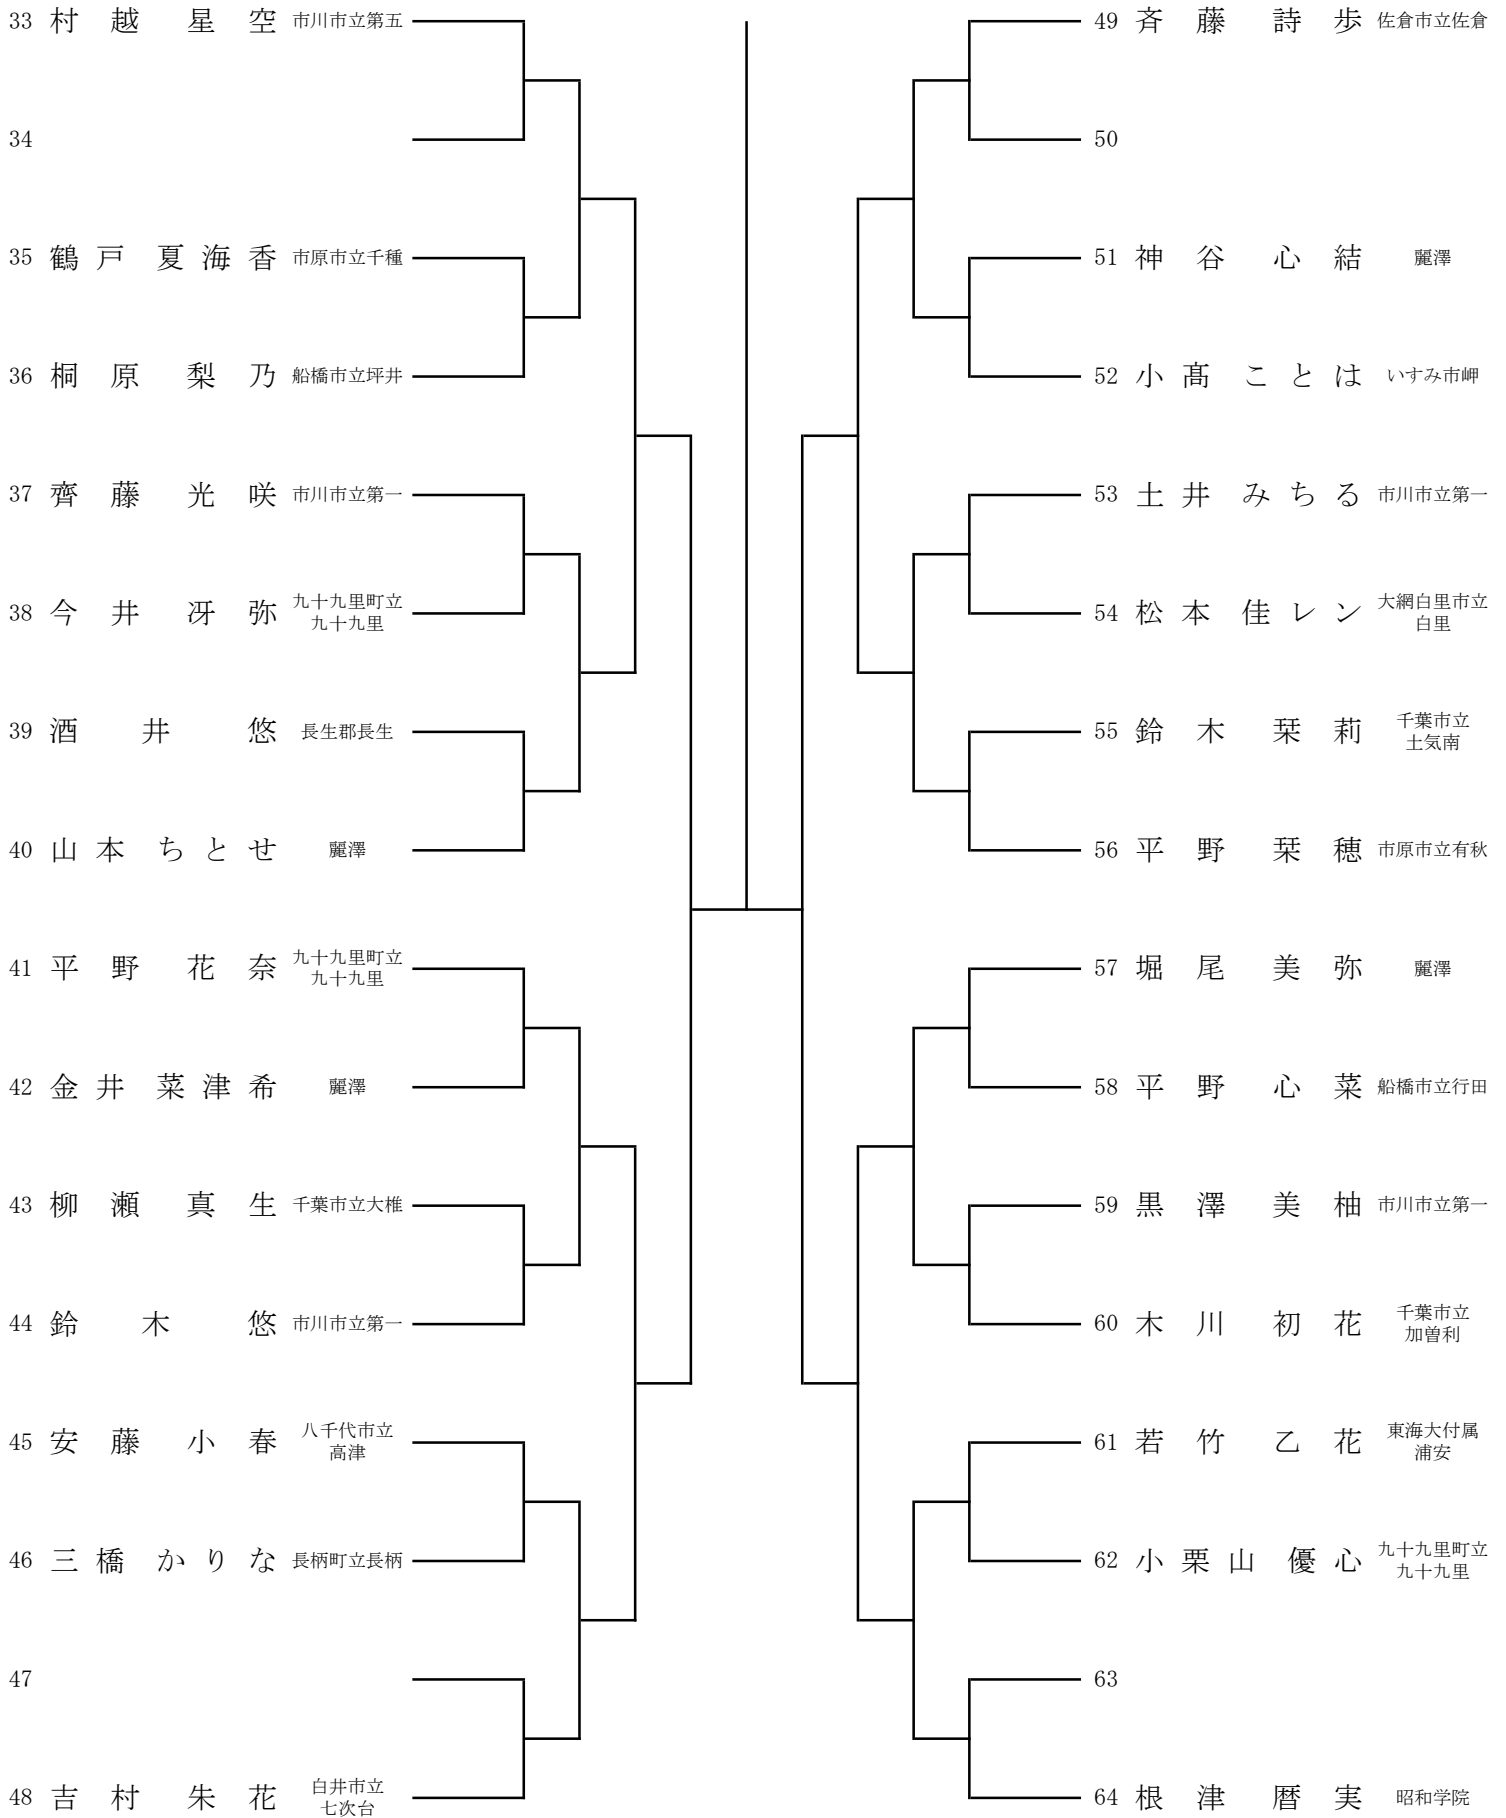 33 村越 星空 市川市立第五
34
35 鶴戸 夏海香 市原市立千種
36 桐原 梨乃 船橋市立坪井
37 齊藤 光咲 市川市立第一
38 今井 冴弥 九十九里町立
九十九里
39 酒井 悠 長生郡長生
40 山本 ちとせ 麗澤
41 平野 花奈 九十九里町立
九十九里
42 金井 菜津希 麗澤
43 柳瀬 真生 千葉市立大椎
44 鈴木 悠 市川市立第一
45 安藤 小春 八千代市立
高津
46 三橋 かりな 長柄町立長柄
47
48 吉村 朱花 白井市立
七次台
49 斉藤 詩歩 佐倉市立佐倉
50
51 神谷 心結 麗澤
52 小髙 ことは いすみ市岬
53 土井 みちる 市川市立第一
54 松本 佳レン 大網白里市立
白里
55 鈴木 栞莉 千葉市立
土気南
56 平野 栞穂 市原市立有秋
57 堀尾 美弥 麗澤
58 平野 心菜 船橋市立行田
59 黒澤 美柚 市川市立第一
60 木川 初花 千葉市立
加曽利
61 若竹 乙花 東海大付属
浦安
62 小栗山 優心 九十九里町立
九十九里
63
64 根津 暦実 昭和学院